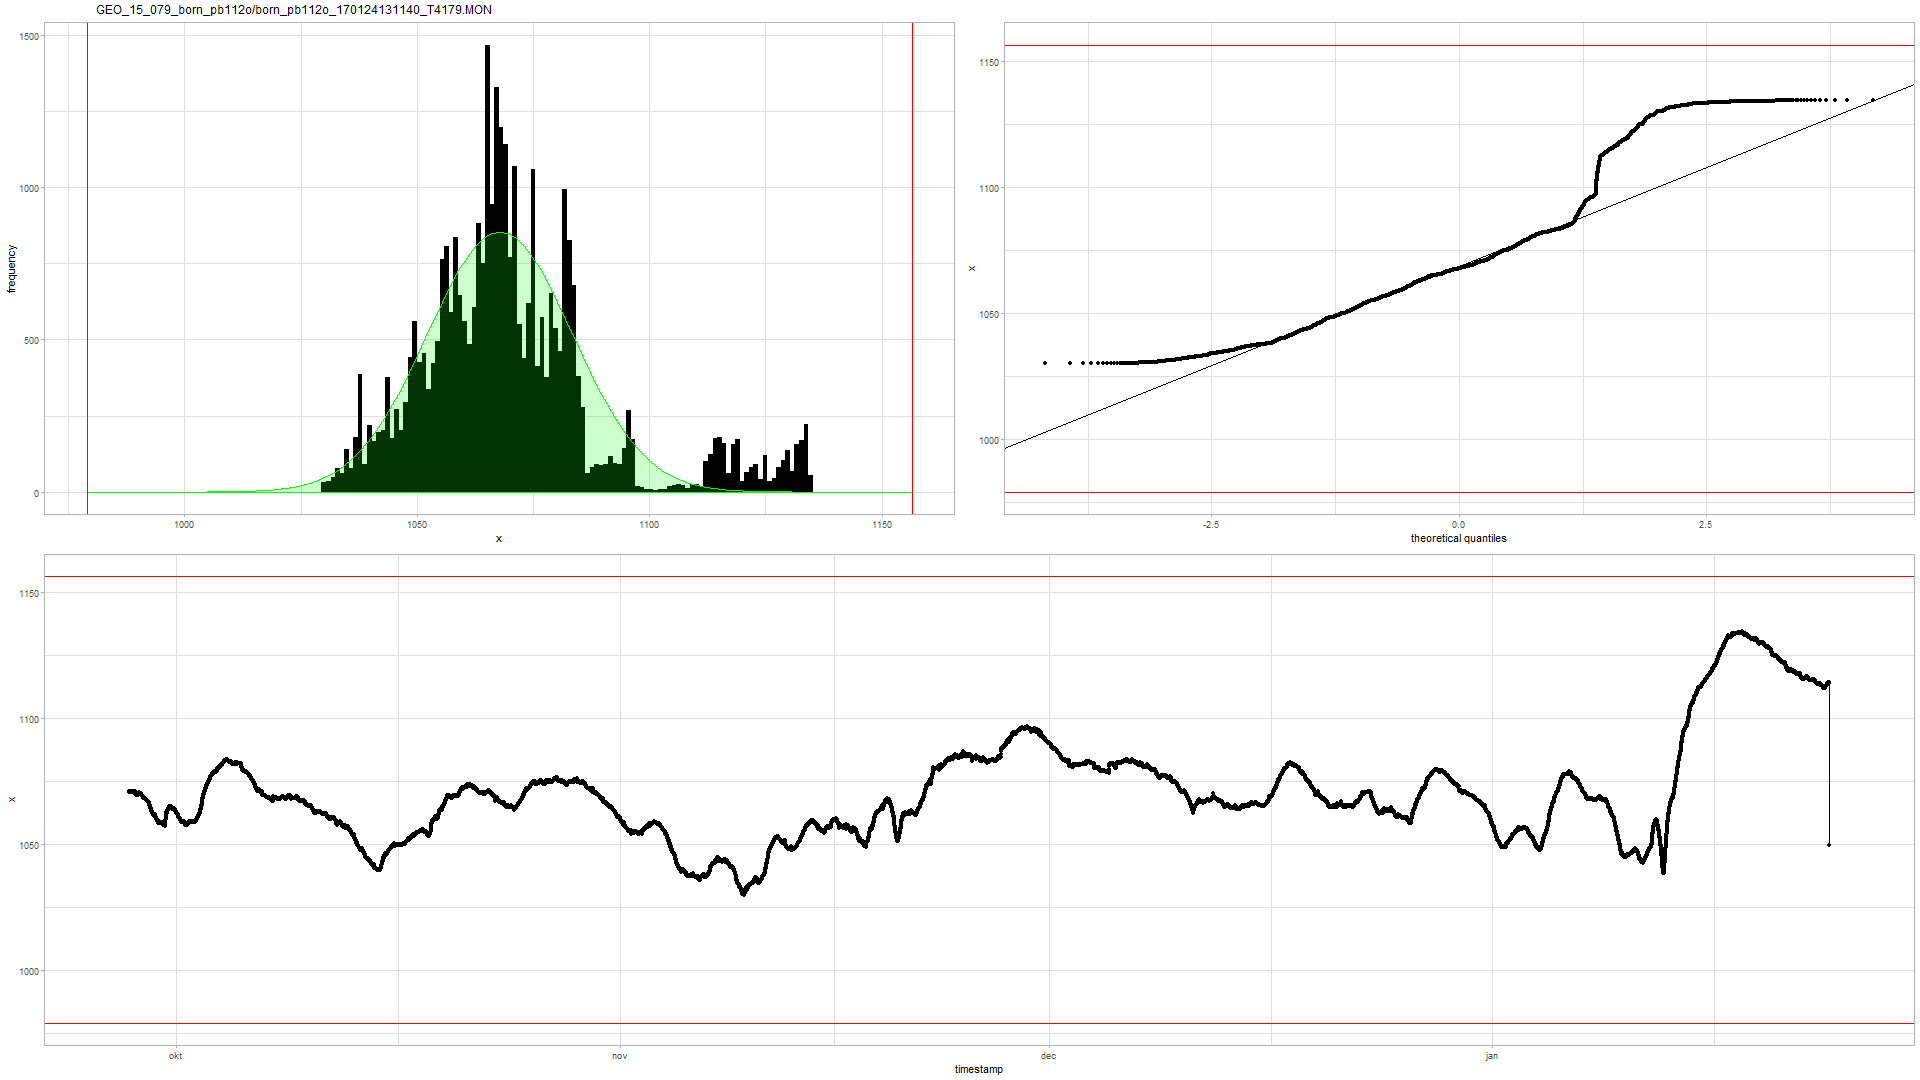 GEO_15_079_born_pb112o/born_pb112o_170124131140_T4179.MON
1500
1000
500
0
frequency
1000
1050
1100
1150
x
1150
1100
1050
1000
x
-2.5
0.0
2.5
theoretical quantiles
1150
1100
1050
1000
x
okt
nov
dec
jan
timestamp